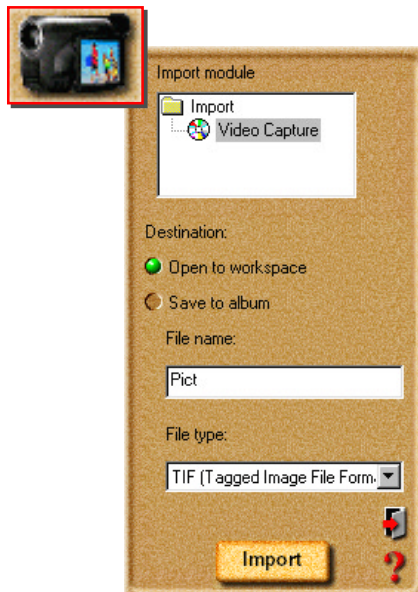 Import module
Import
Video Capture
Destination:
Open to workspace
Save to album
File name:
Pict
File type:
TIF (Tagged Image File Form
Import
?